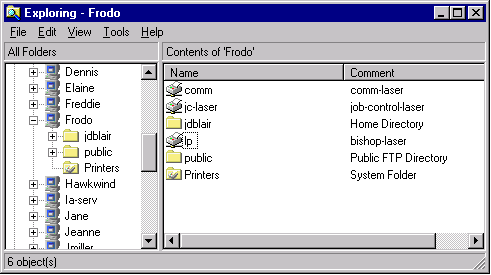 Exploring - Frodo
File Edit View Tools Help
All Folders
Contents of 'Frodo'
Dennis
Elaine
Freddie
Frodo
jdblair
public
Printers
Hawkwind
Ia-serv
Jane
Jeanne
Jmiller
Name Comment
comm comm-laser
jc-laser job-control-laser
jdblair Home Directory
lp bishop-laser
public Public FTP Directory
Printers System Folder
6 object(s)